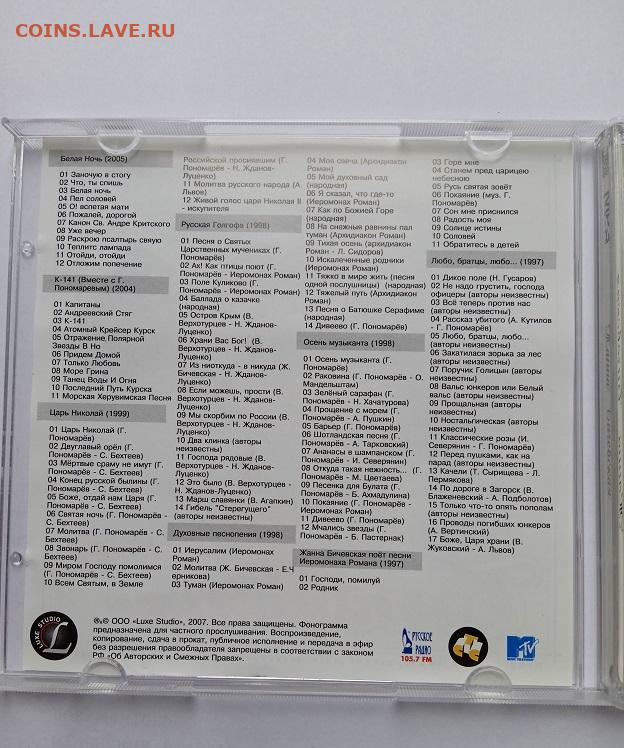 COINS.LAVE.RU
Белая Ночь (2005)
01 Заночую в стогу
02 Что, ты спишь
03 Белая ночь
04 Пел соловей
05 О! вспетая мати
06 Пожалей, дорогой
07 Канон Св. Андре Критского
08 Уже вечер
09 Раскрою псалтырь святую
10 Теплитс лампада
11 Отойди, отойди
12 Отложим попечение
К-141 (Вместе с Г.
Пономаревым) (2004)
01 Капитаны
02 Андреевский Стяг
03 К-141
04 Атомный Крейсер Курск
05 Отражение Полярной
Звезды В Но
06 Придем Домой
07 Только Любовь
08 Море Грина
09 Танец Воды И Огня
10 Последний Путь Курска
11 Морская Херувимская Песня
Царь Николай (1999)
01 Царь Николай (Г.
Пономарёв)
02 Двуглавый орёл (Г.
Пономарёв - С. Бехтеев)
03 Мёртвые сраму не имут (Г.
Пономарёв - С. Бехтеев)
04 Конец русской былины (Г.
Пономарёв - С. Бехтеев)
05 Боже, отдай нам Царя (Г.
Пономарёв - С. Бехтеев)
06 Святая ночь (Г. Пономарёв -
С. Бехтеев)
07 Молитва (Г. Пономарёв - С.
Бехтеев)
08 Звонарь (Г. Пономарёв - С.
Бехтеев)
09 Миром Господу помолимся
(Г. Пономарёв - С. Бехтеев)
10 Всем Святым, в Земле
Российской просиявшим (Г.
Пономарёв - Н. Жданов-
Луценко)
11 Молитва русского народа (А.
Львов)
12 Живой голос царя Николая II
- искупителя
Русская Голгофа (1998)
01 Песня о Святых
Царственных мучениках (Г.
Пономарёв)
02 Ах! Как птицы поют (Г.
Пономарёв - Иеромонах Роман)
03 Поле Куликово (Г.
Пономарёв - Иеромонах Роман)
04 Баллада о казачке
(народная)
05 Остров Крым (В.
Верхотурцев - Н. Жданов-
Луценко)
06 Храни Вас Бог! (В.
Верхотурцев - Н. Жданов-
Луценко)
07 Из ниоткуда - в никуда (Ж.
Бичевская - Н. Жданов-
Луценко)
08 Если можешь, прости (В.
Верхотурцев - Н. Жданов-
Луценко)
09 Мы скорбим по России (В.
Верхотурцев - Н. Жданов-
Луценко)
10 Два клинка (авторы
неизвестны)
11 Господа рядовые (В.
Верхотурцев - Н. Жданов-
Луценко)
12 Это было (В. Верхотурцев -
Н. Жданов-Луценко)
13 Марш славянки (В. Агапкин)
14 Гибель "Стерегущего"
(авторы неизвестны)
Духовные песнопения (1998)
01 Иерусалим (Иеромонах
Роман)
02 Молитва (Ж. Бичевская - Е.Ч
ерникова)
03 Туман (Иеромонах Роман)
04 Моя свеча (Архидиакон
Роман)
05 Мой духовный сад
(народная)
06 Я сказал, что где-то
(Иеромонах Роман)
07 Как по Божией Горе
(народная)
08 На снежные равнины пал
туман (Архидиакон Роман)
09 Тихая осень (архидиакон
Роман - Л. Сидоров)
10 Искалеченные родники
(Иеромонах Роман)
11 Тяжко в мире жить (песня
одной послушницы) (народная)
12 Тяжелый путь (Архидиакон
Роман)
13 Песня о Батюшке Серафиме
(народная)
14 Дивеево (Г. Пономарёв)
Осень музыканта (1998)
01 Осень музыканта (Г.
Пономарёв)
02 Раковина (Г. Пономарёв - О.
Мандельштам)
03 Зелёный сарафан (Г.
Пономарёв - Н. Хачатурова)
04 Прощение с морем (Г.
Пономарёв - А. Пушкин)
05 Барьер (Г. Пономарёв)
06 Шотландская песня (Г.
Пономарёв - А. Тарковский)
07 Ананасы в шампанском (Г.
Пономарёв - И. Северянин)
08 Откуда такая нежность... (Г.
Пономарёв - М. Цветаева)
09 Песенка для Булата (Г.
Пономарёв - Б. Ахмадулина)
10 Покаяние (Г. Пономарёв -
Иеромонах Роман)
11 Дивеево (Г. Пономарёв)
12 Мчались звезды (Г.
Пономарёв - Б. Пастернак)
Жанна Бичевская поёт песни
Иеромонаха Романа (1997)
01 Господи, помилуй
02 Родник
03 Горе мне
04 Станем пред царицею
небесною
05 Русь святая зовёт
06 Покаяние (муз. Г.
Пономарёв)
07 Сон мне приснился
08 Радость моя
09 Солнце истины
10 Соловей
11 Обратитесь в детей
Любо, братцы, любо... (1997)
01 Дикое поле (Н. Гусаров)
02 Не надо грустить, господа
офицеры (авторы неизвестны)
03 Все теперь против нас
(авторы неизвестны)
04 Рассказ убитого (А. Кутилов
- Г. Пономарёв)
05 Любо, братцы, любо...
(авторы неизвестны)
06 Закатилася зорька за лес
(авторы неизвестны)
07 Поручик Голицын (авторы
неизвестны)
08 Вальс юнкеров или Белый
вальс (авторы неизвестны)
09 Прощальная (авторы
неизвестны)
10 Ностальгическая (авторы
неизвестны)
11 Классические розы (И.
Северянин - Г. Пономарёв)
12 Перед пушками, как на
парад (авторы неизвестны)
13 Качели (Т. Сырищева - Л.
Пермякова)
14 По дороге в Загорск (В.
Блаженовский - А. Подболотов)
15 Только что-то опять пополам
(авторы неизвестны)
16 Проводы погибших юнкеров
(А. Вертинский)
17 Боже, Царя храни (В.
Жуковский - А. Львов)
LUXE STUDIO
®,© ООО «Luxe Studio», 2007. Все права защищены. Фонограмма
предназначена для частного прослушивания. Воспроизведение,
копирование, сдача в прокат, публичное исполнение и передача в эфир
без разрешения правообладателя запрещены в соответствии с законом
РФ «Об Авторских и Смежных Правах».
РУССКОЕ
РАДИО
105.7 FM
MTV
MUSIC TELEVISION